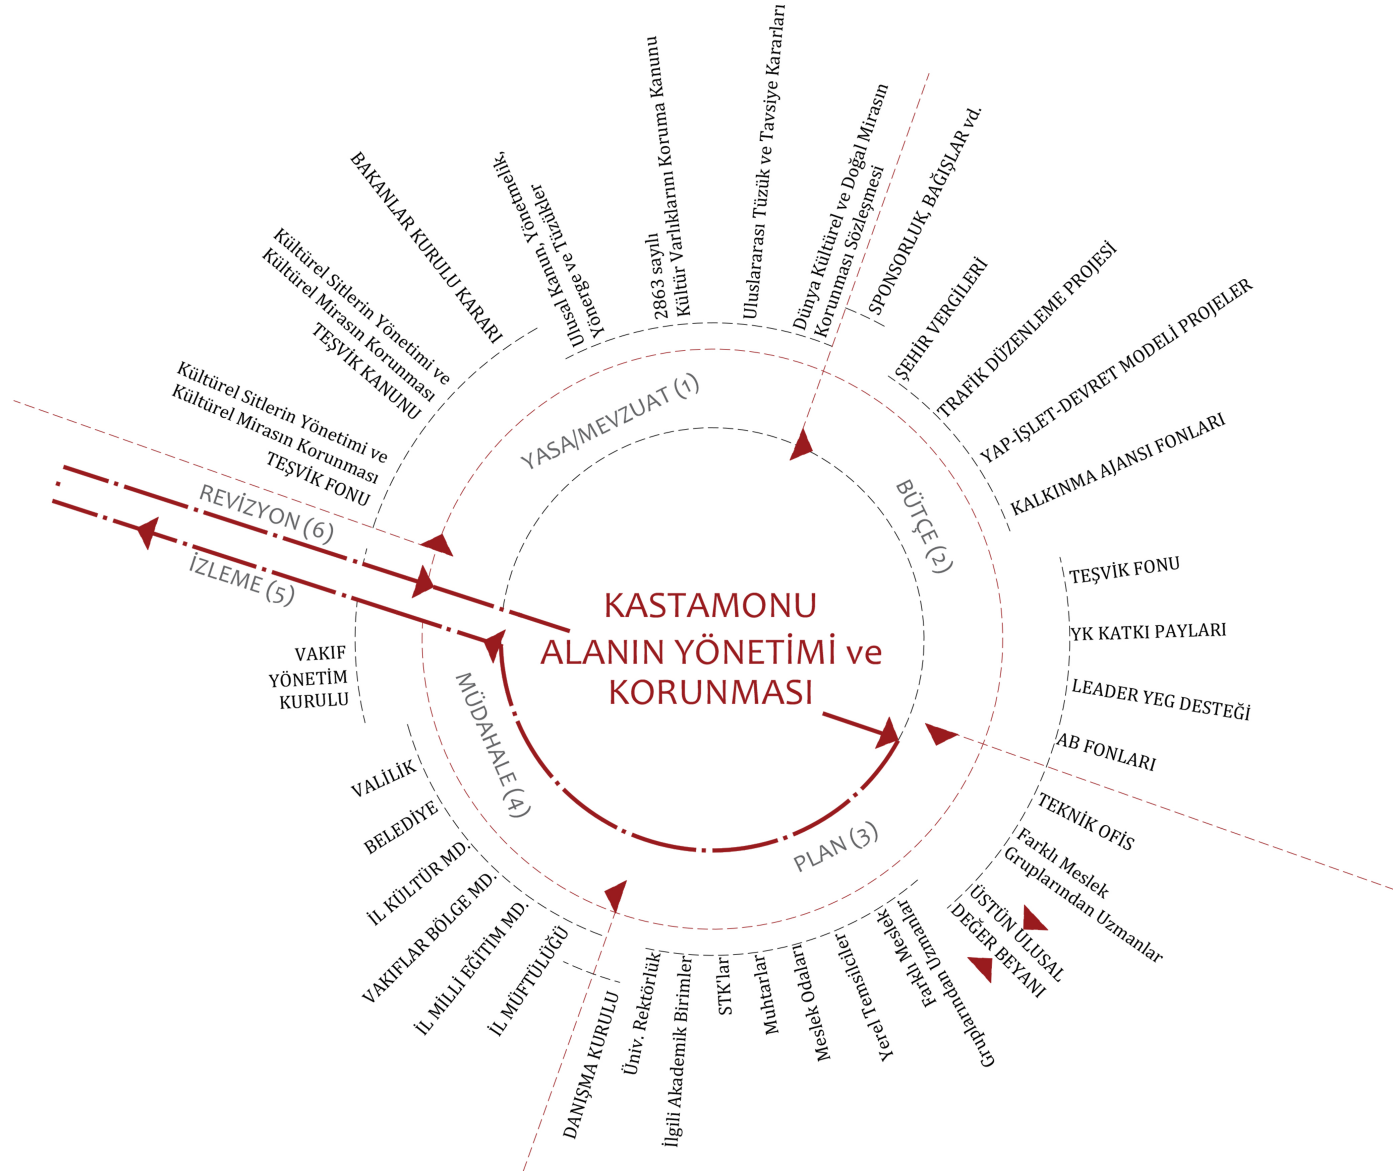 KASTAMONU
ALANIN YÖNETİMİ ve
KORUNMASI
YASA/MEVZUAT (1)
Kültürel Sitlerin Yönetimi ve
Kültürel Mirasın Korunması
TEŞVİK FONU
Kültürel Sitlerin Yönetimi ve
Kültürel Mirasın Korunması
TEŞVİK KANUNU
BAKANLAR KURULU KARARI
Ulusal Kanun, Yönetmelik,
Yönerge ve Tüzükler
2863 sayılı
Kültür Varlıklarını Koruma Kanunu
Uluslararası Tüzük ve Tavsiye Kararları
Dünya Kültürel ve Doğal Mirasın
Korunması Sözleşmesi
BÜTÇE (2)
SPONSORLUK, BAĞIŞLAR vd.
ŞEHİR VERGİLERİ
TRAFİK DÜZENLEME PROJESİ
YAP-İŞLET-DEVRET MODELİ PROJELER
KALKINMA AJANSI FONLARI
TEŞVİK FONU
YK KATKI PAYLARI
LEADER YEG DESTEĞİ
AB FONLARI
PLAN (3)
TEKNİK OFİS
Farklı Meslek
Gruplarından Uzmanlar
ÜSTÜN ULUSAL
DEĞER BEYANI
Gruplarından Uzmanlar
Farklı Meslek
Yerel Temsilciler
Meslek Odaları
Muhtarlar
STK'lar
İlgili Akademik Birimler
Üniv. Rektörlük
DANIŞMA KURULU
MÜDAHALE (4)
İL MÜFTÜLÜĞÜ
İL MİLLİ EĞİTİM MD.
VAKIFLAR BÖLGE MD.
İL KÜLTÜR MD.
BELEDİYE
VALİLİK
VAKIF
YÖNETİM
KURULU
İZLEME (5)
REVİZYON (6)